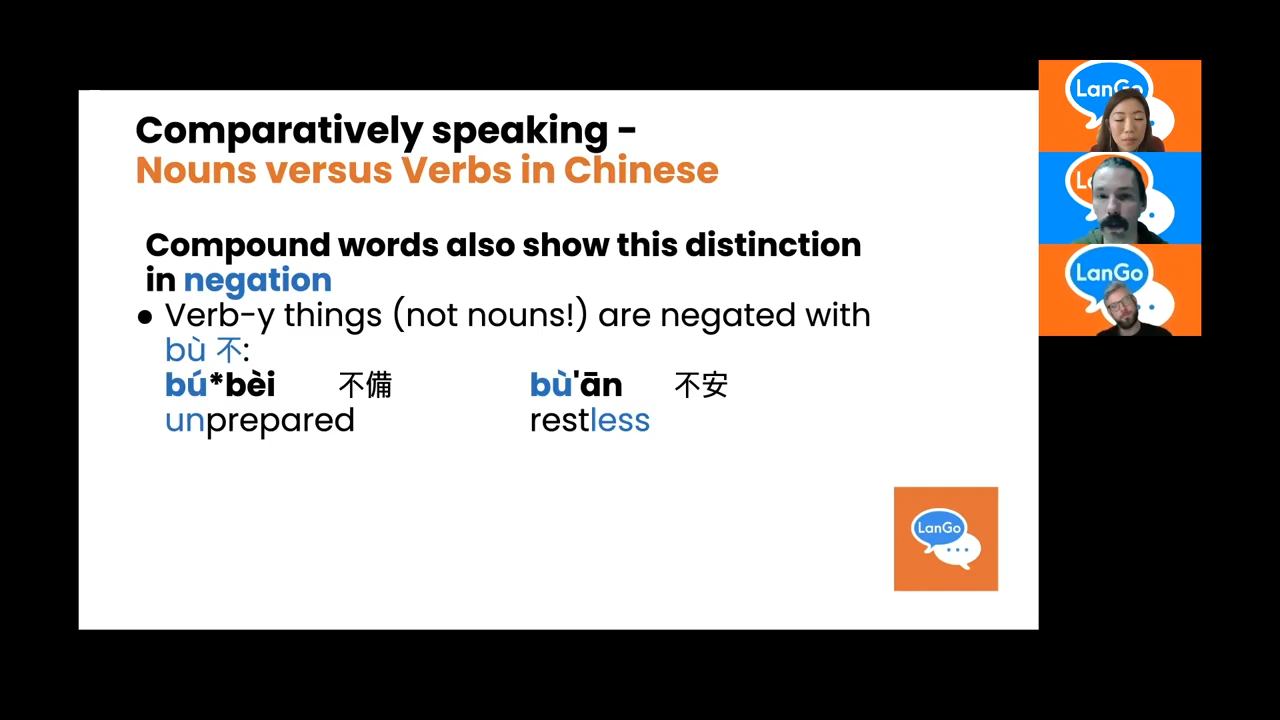 Comparatively speaking -
Nouns versus Verbs in Chinese
Compound words also show this distinction
in negation
● Verb-y things (not nouns!) are negated with
bù 不:
bú*bèi 不備 bù'ān 不安
unprepared restless
LanGo
LanGo
LanGo